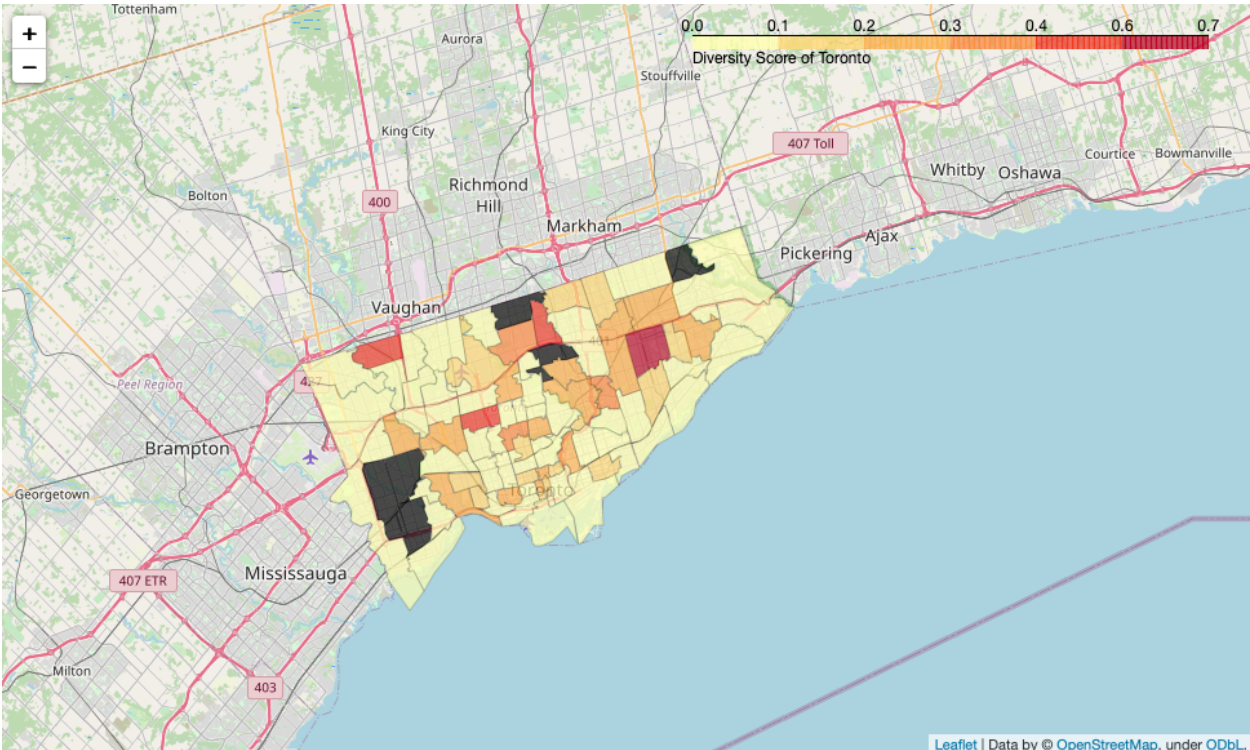 Tottenham
+
−
Aurora
0.0 0.1 0.2 0.3 0.4 0.6 0.7
Diversity Score of Toronto
Stouffville
King City
407 Toll
Whitby
Oshawa
Courtice
Bowmanville
Bolton
400
Richmond
Hill
Markham
Ajax
Pickering
Vaughan
401
Peel Region
Brampton
Georgetown
Toronto
Mississauga
407 ETR
Milton
403
Leaflet | Data by © OpenStreetMap, under ODbL.